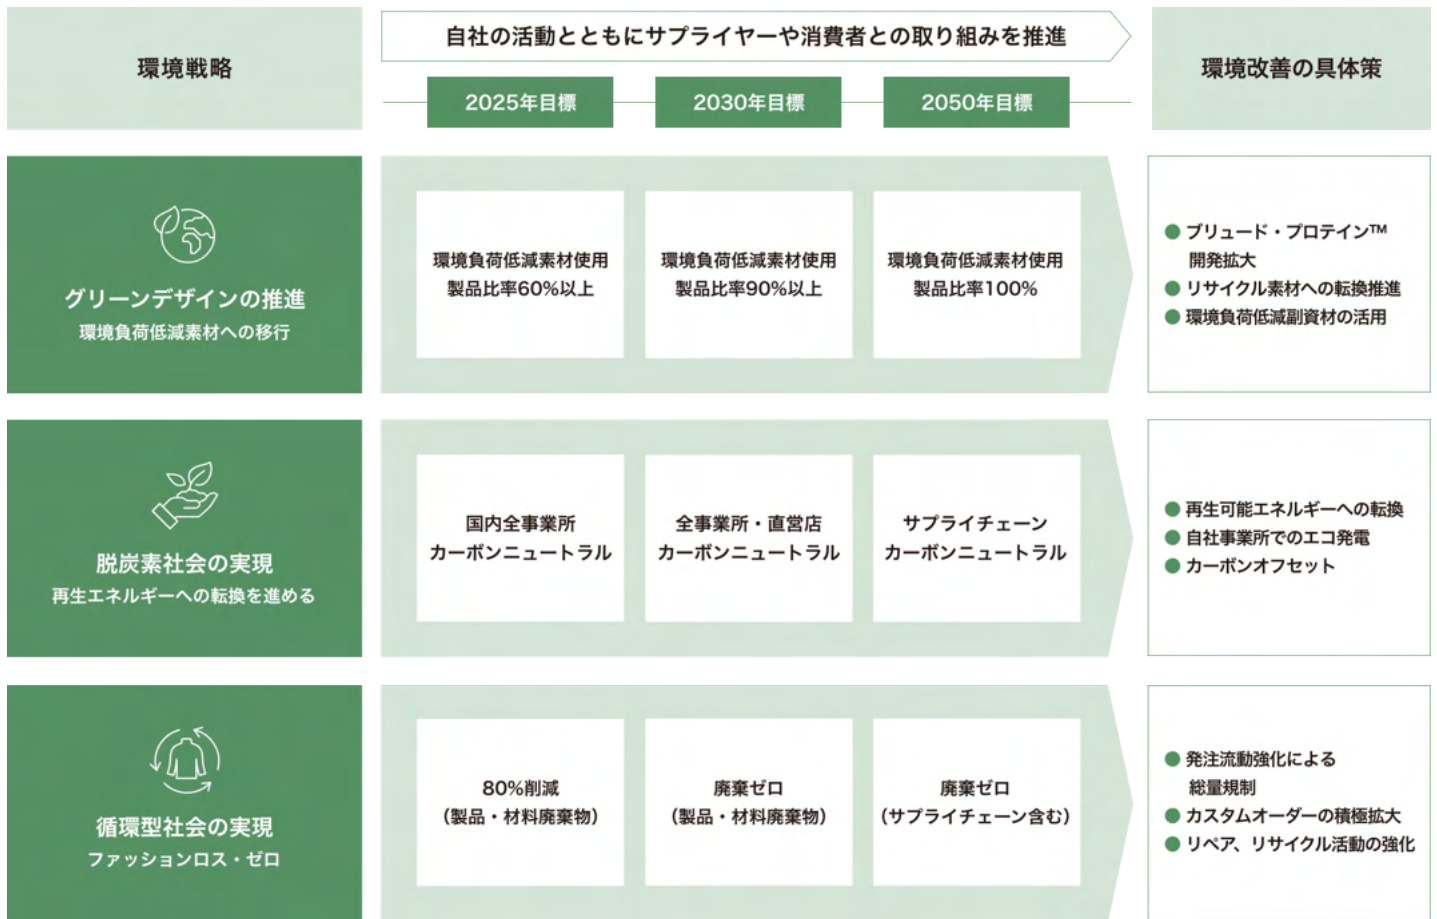 環境戦略
自社の活動とともにサプライヤーや消費者との取り組みを推進
2025年目標
2030年目標
2050年目標
環境改善の具体策
グリーンデザインの推進
環境負荷低減素材への移行
環境負荷低減素材使用
製品比率60%以上
環境負荷低減素材使用
製品比率90%以上
環境負荷低減素材使用
製品比率100%
● ブリュード・プロテイン™
開発拡大
● リサイクル素材への転換推進
● 環境負荷低減副資材の活用
脱炭素社会の実現
再生エネルギーへの転換を進める
国内全事業所
カーボンニュートラル
全事業所・直営店
カーボンニュートラル
サプライチェーン
カーボンニュートラル
● 再生可能エネルギーへの転換
● 自社事業所でのエコ発電
● カーボンオフセット
循環型社会の実現
ファッションロス・ゼロ
80%削減
(製品・材料廃棄物)
廃棄ゼロ
(製品・材料廃棄物)
廃棄ゼロ
(サプライチェーン含む)
● 発注流動強化による
総量規制
● カスタムオーダーの積極拡大
● リペア、リサイクル活動の強化